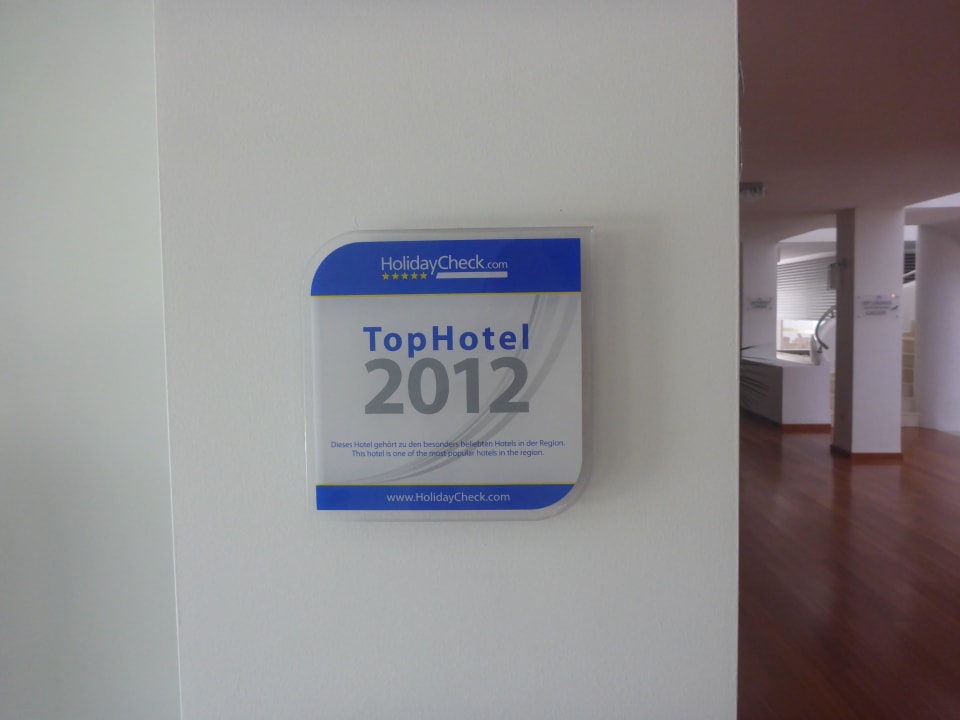 HolidayCheck.com
TopHotel
2012
Dieses Hotel gehört zu den besonders beliebten Hotels in der Region.
This hotel is one of the most popular hotels in the region.
www.HolidayCheck.com